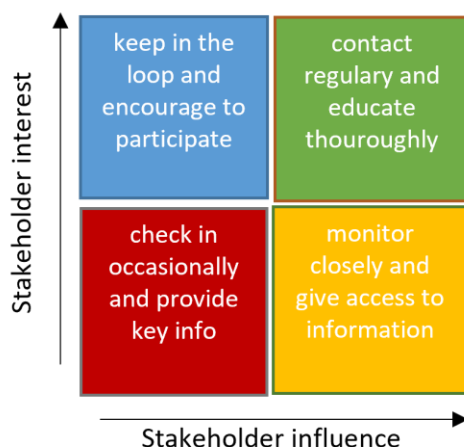 Stakeholder interest
keep in the
loop and
encourage to
participate
contact
regulary and
educate
thouroughly
check in
occasionally
and provide
key info
monitor
closely and
give access to
information
Stakeholder influence